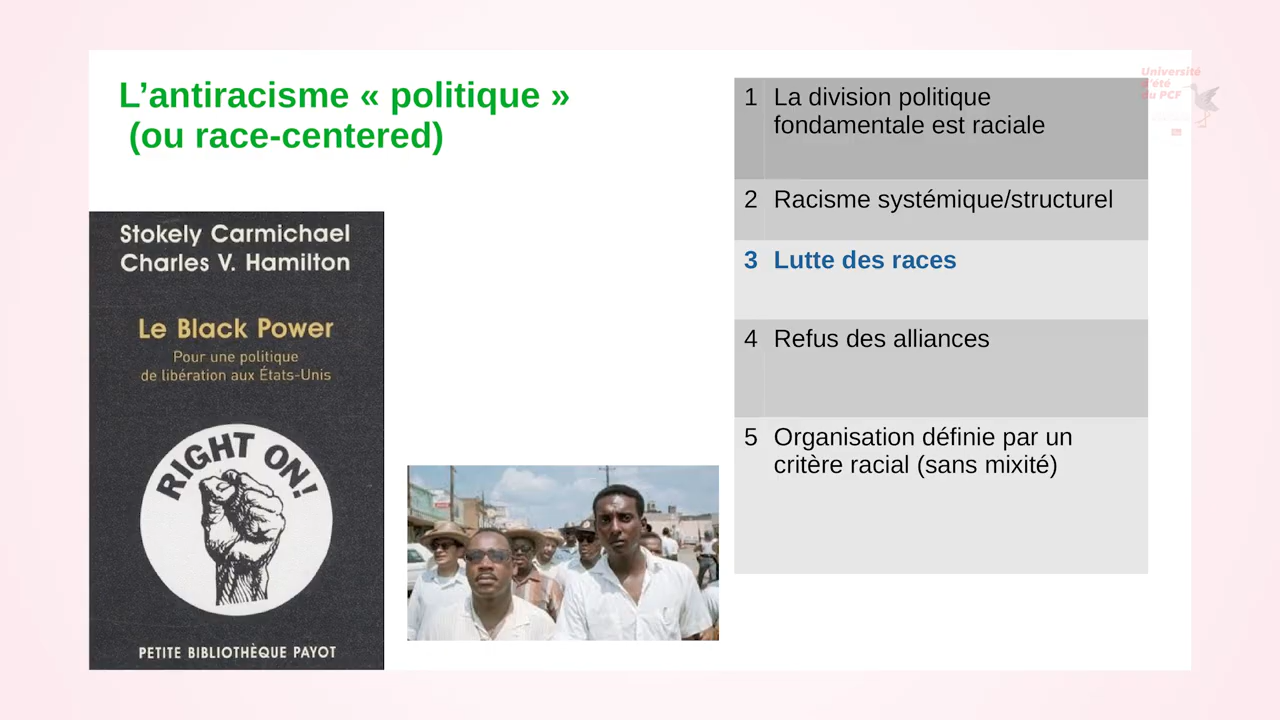 L’antiracisme « politique »
(ou race-centered)
Stokely Carmichael
Charles V. Hamilton
Le Black Power
Pour une politique
de libération aux États-Unis
RIGHT ON!
PETITE BIBLIOTHÈQUE PAYOT
1 La division politique
fondamentale est raciale
2 Racisme systémique/structurel
3 Lutte des races
4 Refus des alliances
5 Organisation définie par un
critère racial (sans mixité)
Université
d'été
du PCF